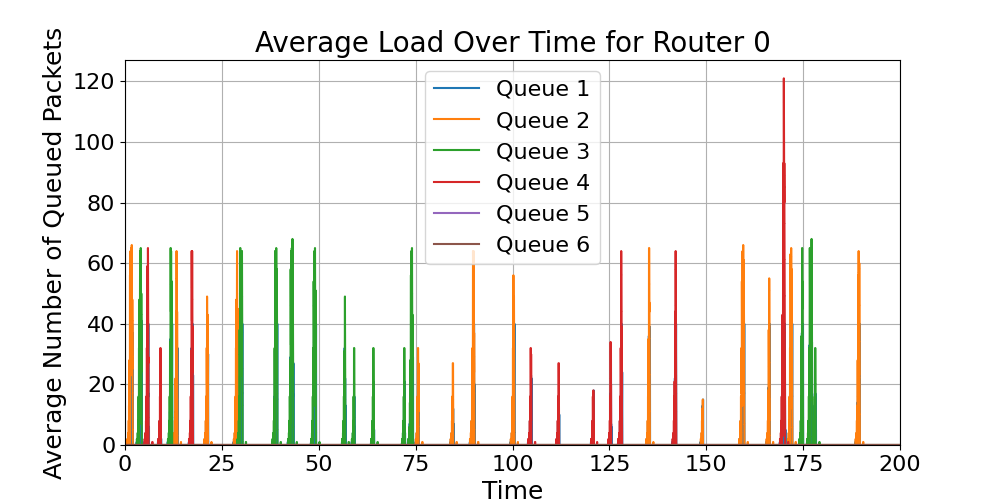 Average Load Over Time for Router 0
Average Number of Queued Packets
120
100
80
60
40
20
0
Queue 1
Queue 2
Queue 3
Queue 4
Queue 5
Queue 6
0 25 50 75 100 125 150 175 200
Time